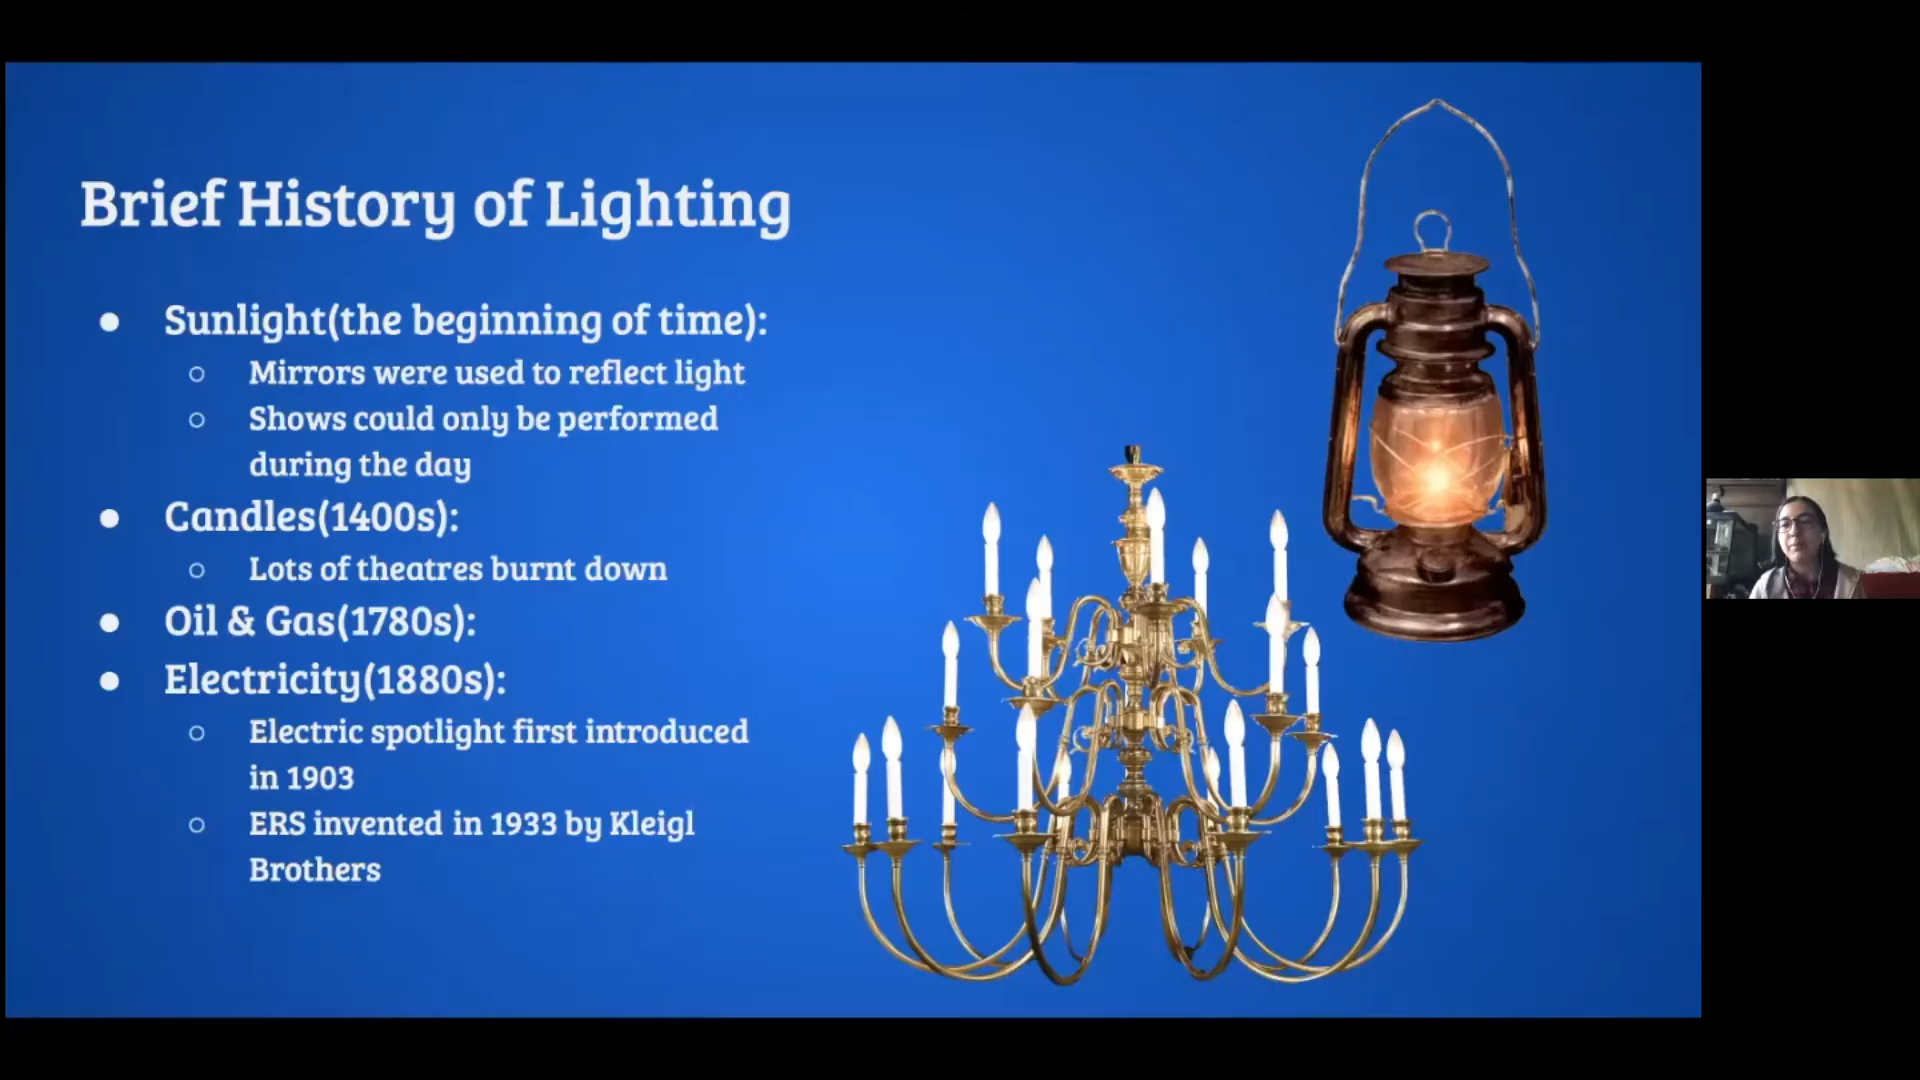 Brief History of Lighting
● Sunlight(the beginning of time):
○ Mirrors were used to reflect light
○ Shows could only be performed
during the day
● Candles(1400s):
○ Lots of theatres burnt down
● Oil & Gas(1780s):
● Electricity(1880s):
○ Electric spotlight first introduced
in 1903
○ ERS invented in 1933 by Kleigl
Brothers